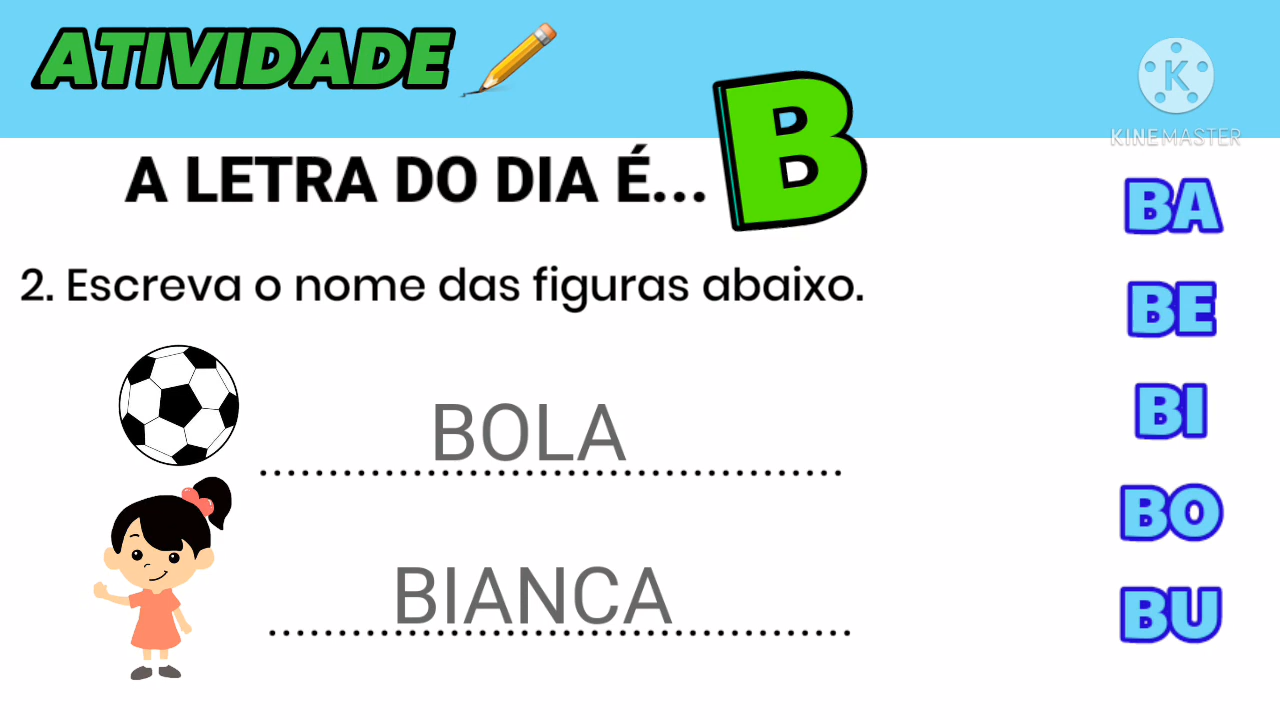 ATIVIDADE
K
KINEMASTER
A LETRA DO DIA É... B
2. Escreva o nome das figuras abaixo.
BOLA
BIANCA
BA
BE
BI
BO
BU